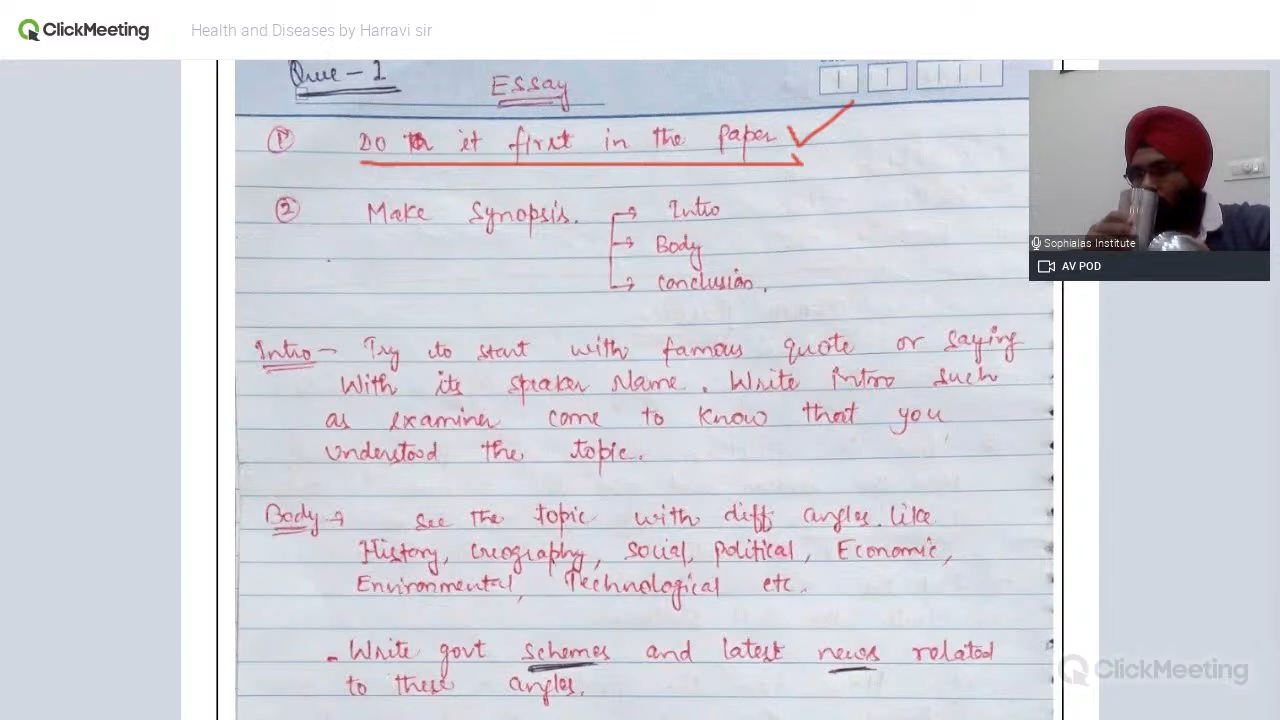 ClickMeeting
Health and Diseases by Harravi sir
Que - 1
Essay
① Do it first in the paper
② Make Synopsis.
→ Intro
→ Body
→ Conclusion.
Intro - Try to start with famous quote or saying
with its speaker Name. Write intro such
as examiner come to know that you
understood the topic.
Body → See the topic with diff angles. like
History, Geography, Social, Political, Economic,
Environmental, Technological etc.
- Write govt schemes and latest news related
to these angles.
Sophialas Institute
AV POD
ClickMeeting